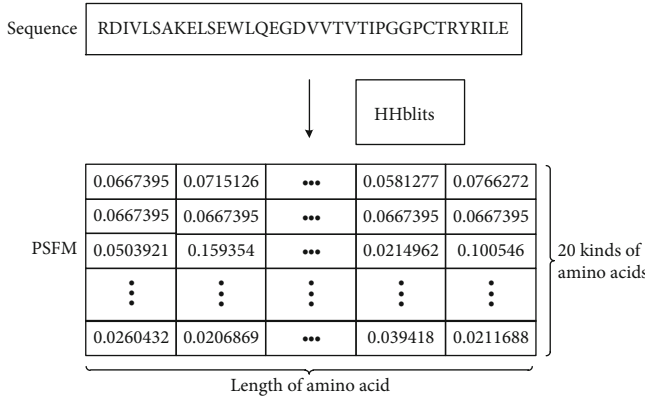 Sequence RDIVLSAKELSEWLQEGDVVTVTIPGGPCTRYRILE
HHblits
0.0667395 0.0715126 ••• 0.0581277 0.0766272
0.0667395 0.0667395 ••• 0.0667395 0.0667395
PSFM 0.0503921 0.159354 ••• 0.0214962 0.100546 20 kinds of
amino acids
0.0260432 0.0206869 ••• 0.039418 0.0211688
Length of amino acid